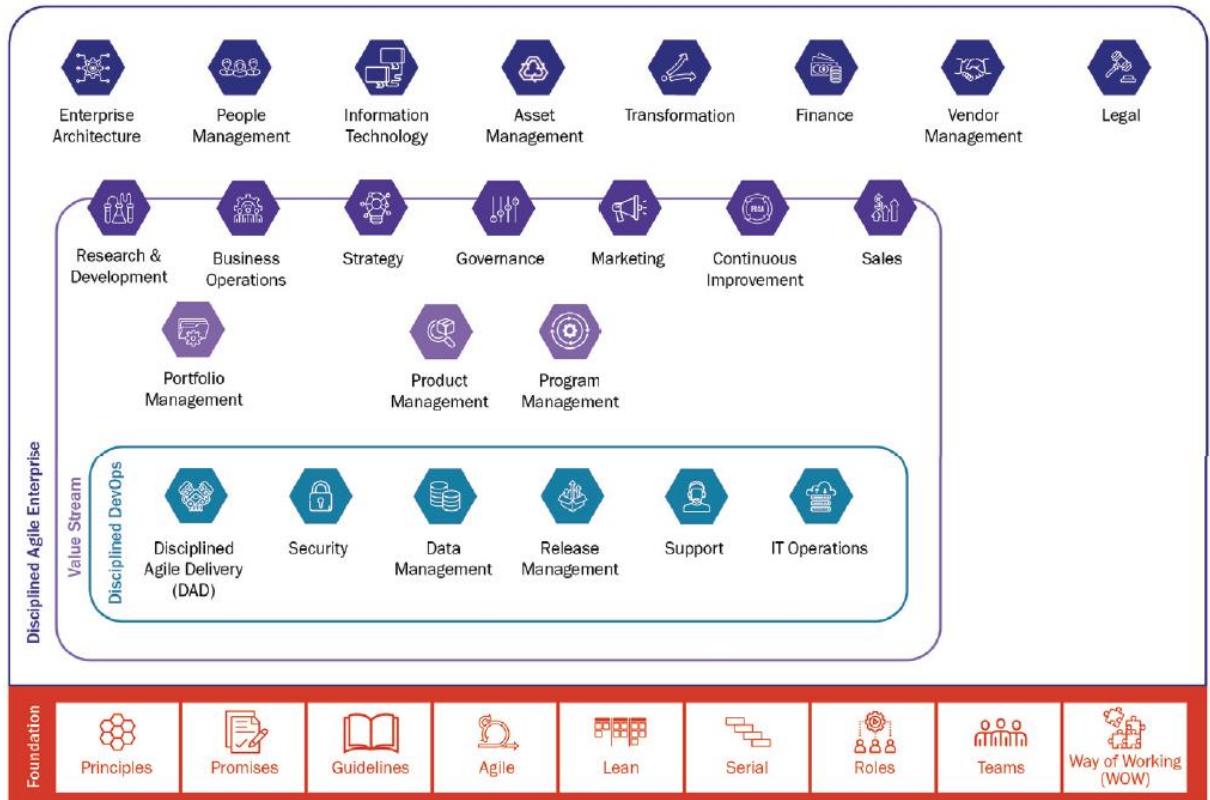 Enterprise
Architecture
People
Management
Information
Technology
Asset
Management
Transformation
Finance
Vendor
Management
Legal
Research &
Development
Business
Operations
Strategy
Governance
Marketing
Continuous
Improvement
Sales
Portfolio
Management
Product
Management
Program
Management
Disciplined Agile Enterprise
Value Stream
Disciplined DevOps
Disciplined
Agile Delivery
(DAD)
Security
Data
Management
Release
Management
Support
IT Operations
Foundation
Principles
Promises
Guidelines
Agile
Lean
Serial
Roles
Teams
Way of Working
(WOW)